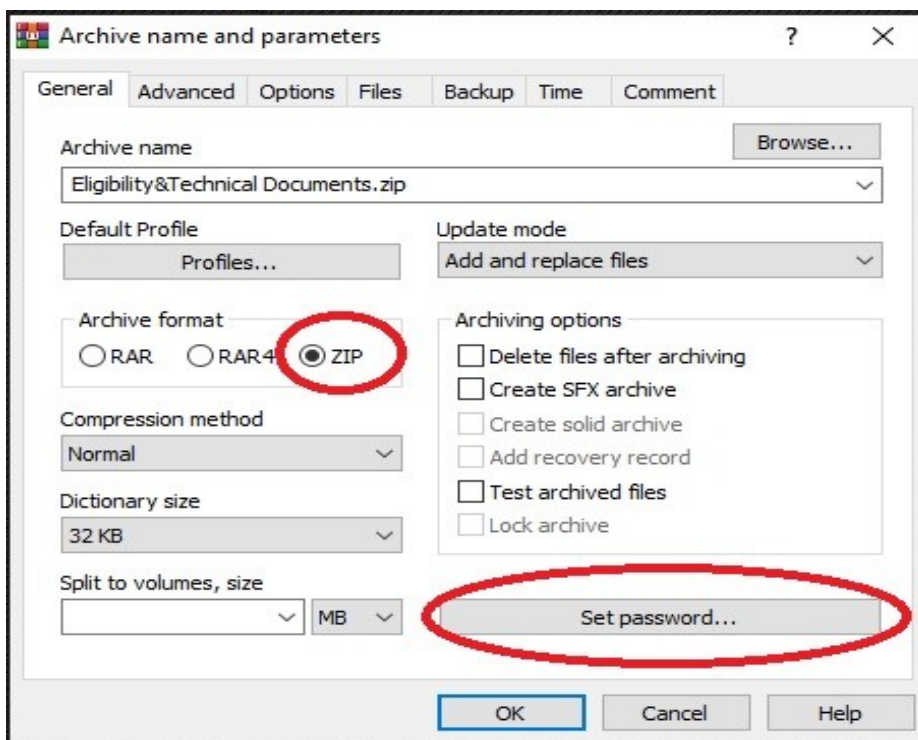 Archive name and parameters
?
General Advanced Options Files Backup Time Comment
Archive name
Browse...
Eligibility&Technical Documents.zip
Default Profile
Profiles...
Update mode
Add and replace files
Archive format
RAR RAR4 ZIP
Compression method
Normal
Dictionary size
32 KB
Split to volumes, size
MB
Archiving options
Delete files after archiving
Create SFX archive
Create solid archive
Add recovery record
Test archived files
Lock archive
Set password...
OK Cancel Help